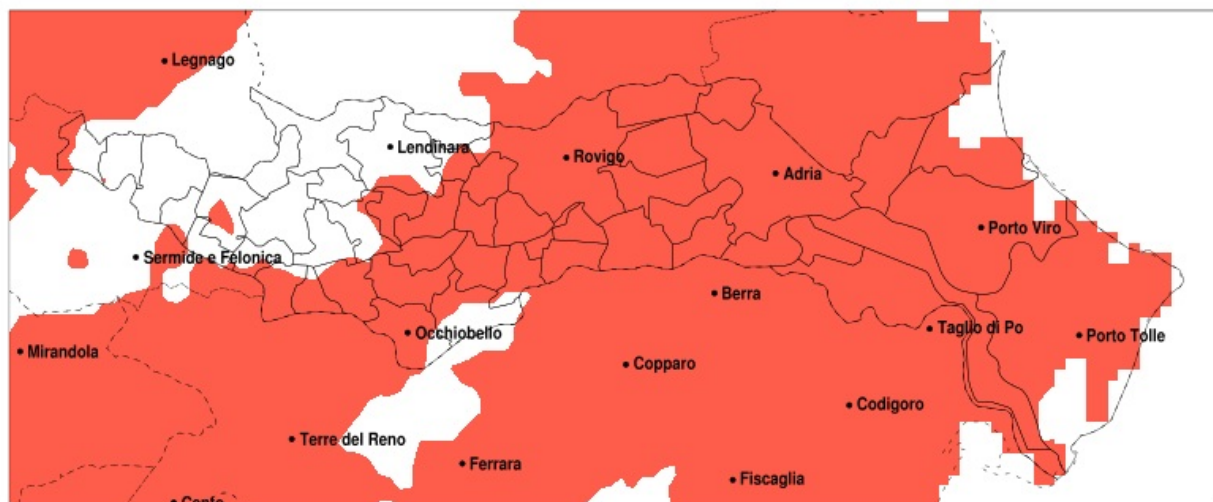 Legnago
Lendinara
Rovigo
Adria
Porto Viro
Sermide e Felonica
Berra
Occhiobello
Taglio di Po
Porto Tolle
Mirandola
Copparo
Codigoro
Terre del Reno
Ferrara
Fiscaglia